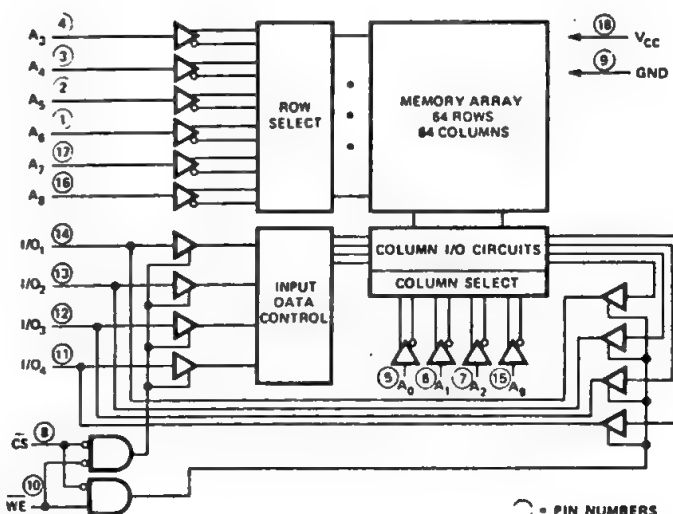 A3 4
A4 3
A5 2
A6 1
A7 17
A8 16
ROW
SELECT
MEMORY ARRAY
64 ROWS
64 COLUMNS
18 VCC
9 GND
I/O1 14
I/O2 13
I/O3 12
I/O4 11
INPUT
DATA
CONTROL
COLUMN I/O CIRCUITS
COLUMN SELECT
5 A0 6 A1 7 A2 15 A9
CS 8
WE 10
= PIN NUMBERS